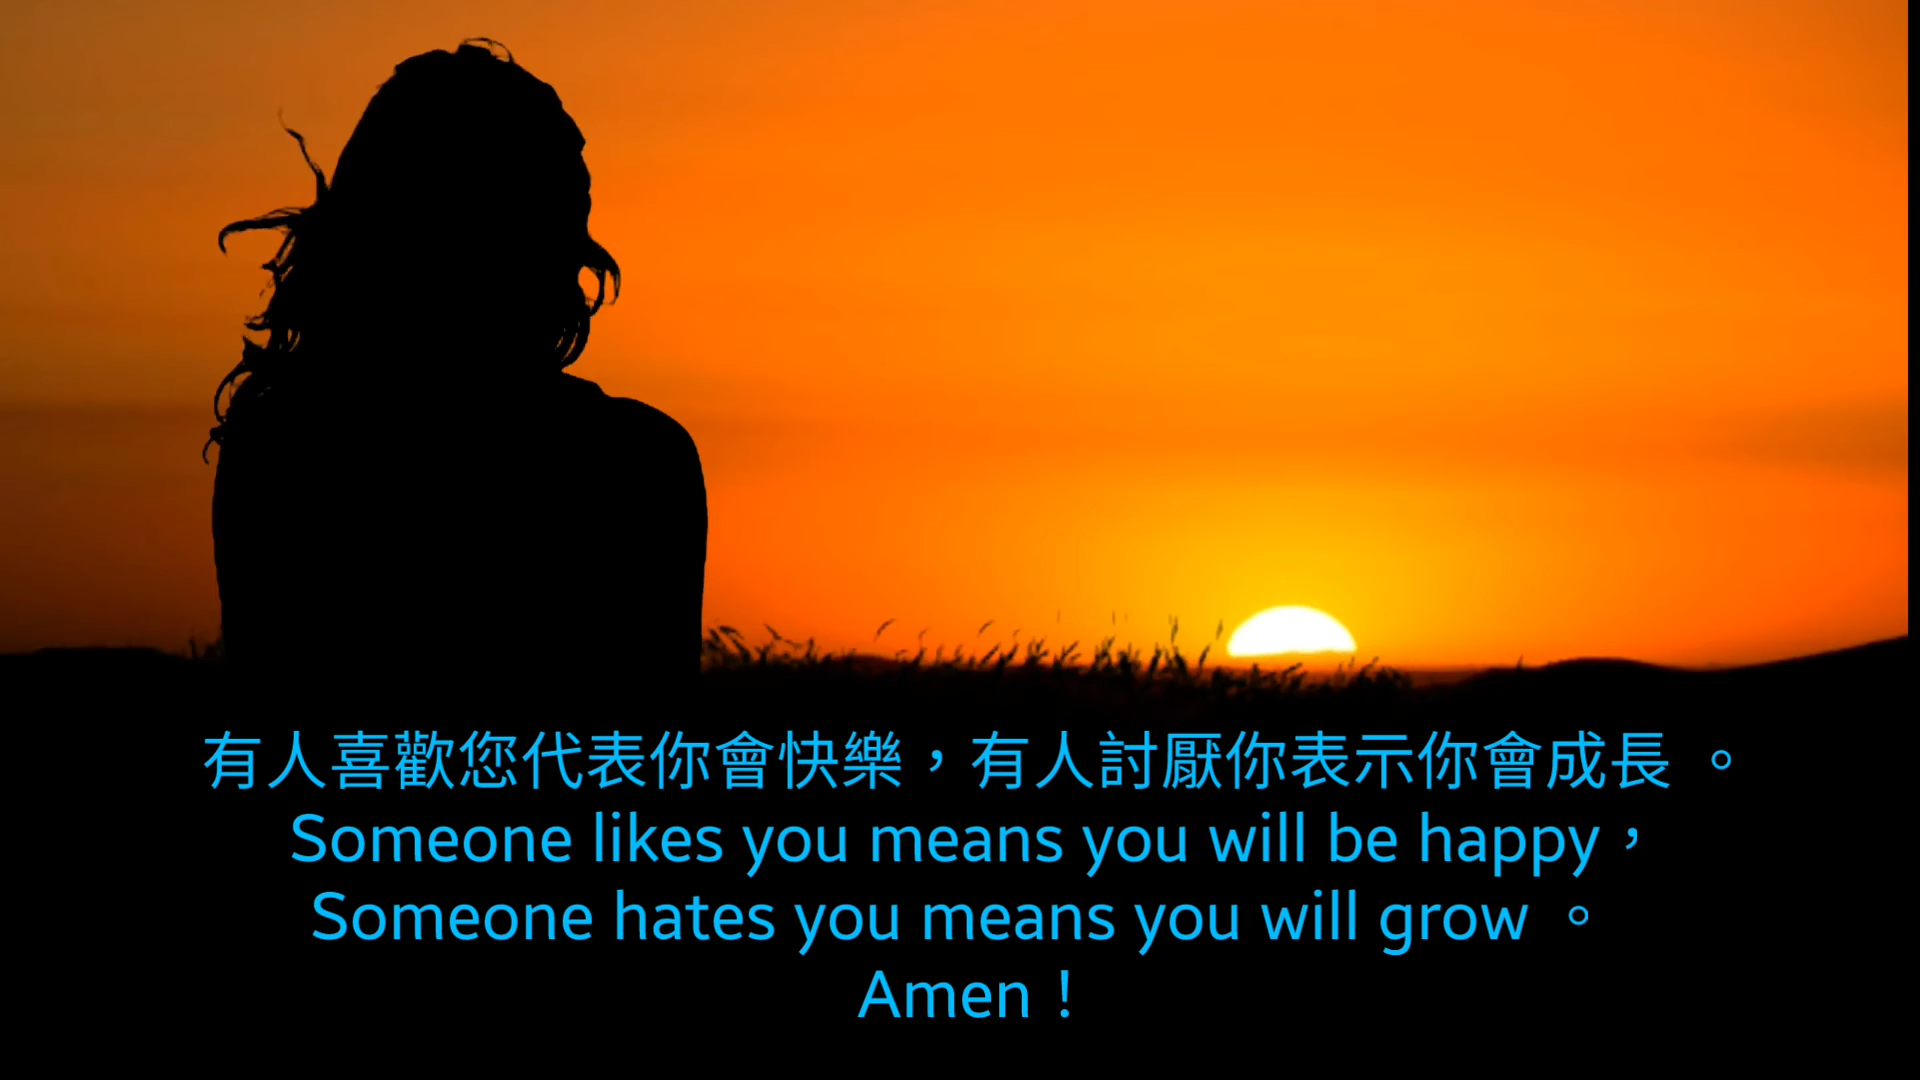 有人喜歡您代表你會快樂，有人討厭你表示你會成長 。
Someone likes you means you will be happy，
Someone hates you means you will grow 。
Amen！